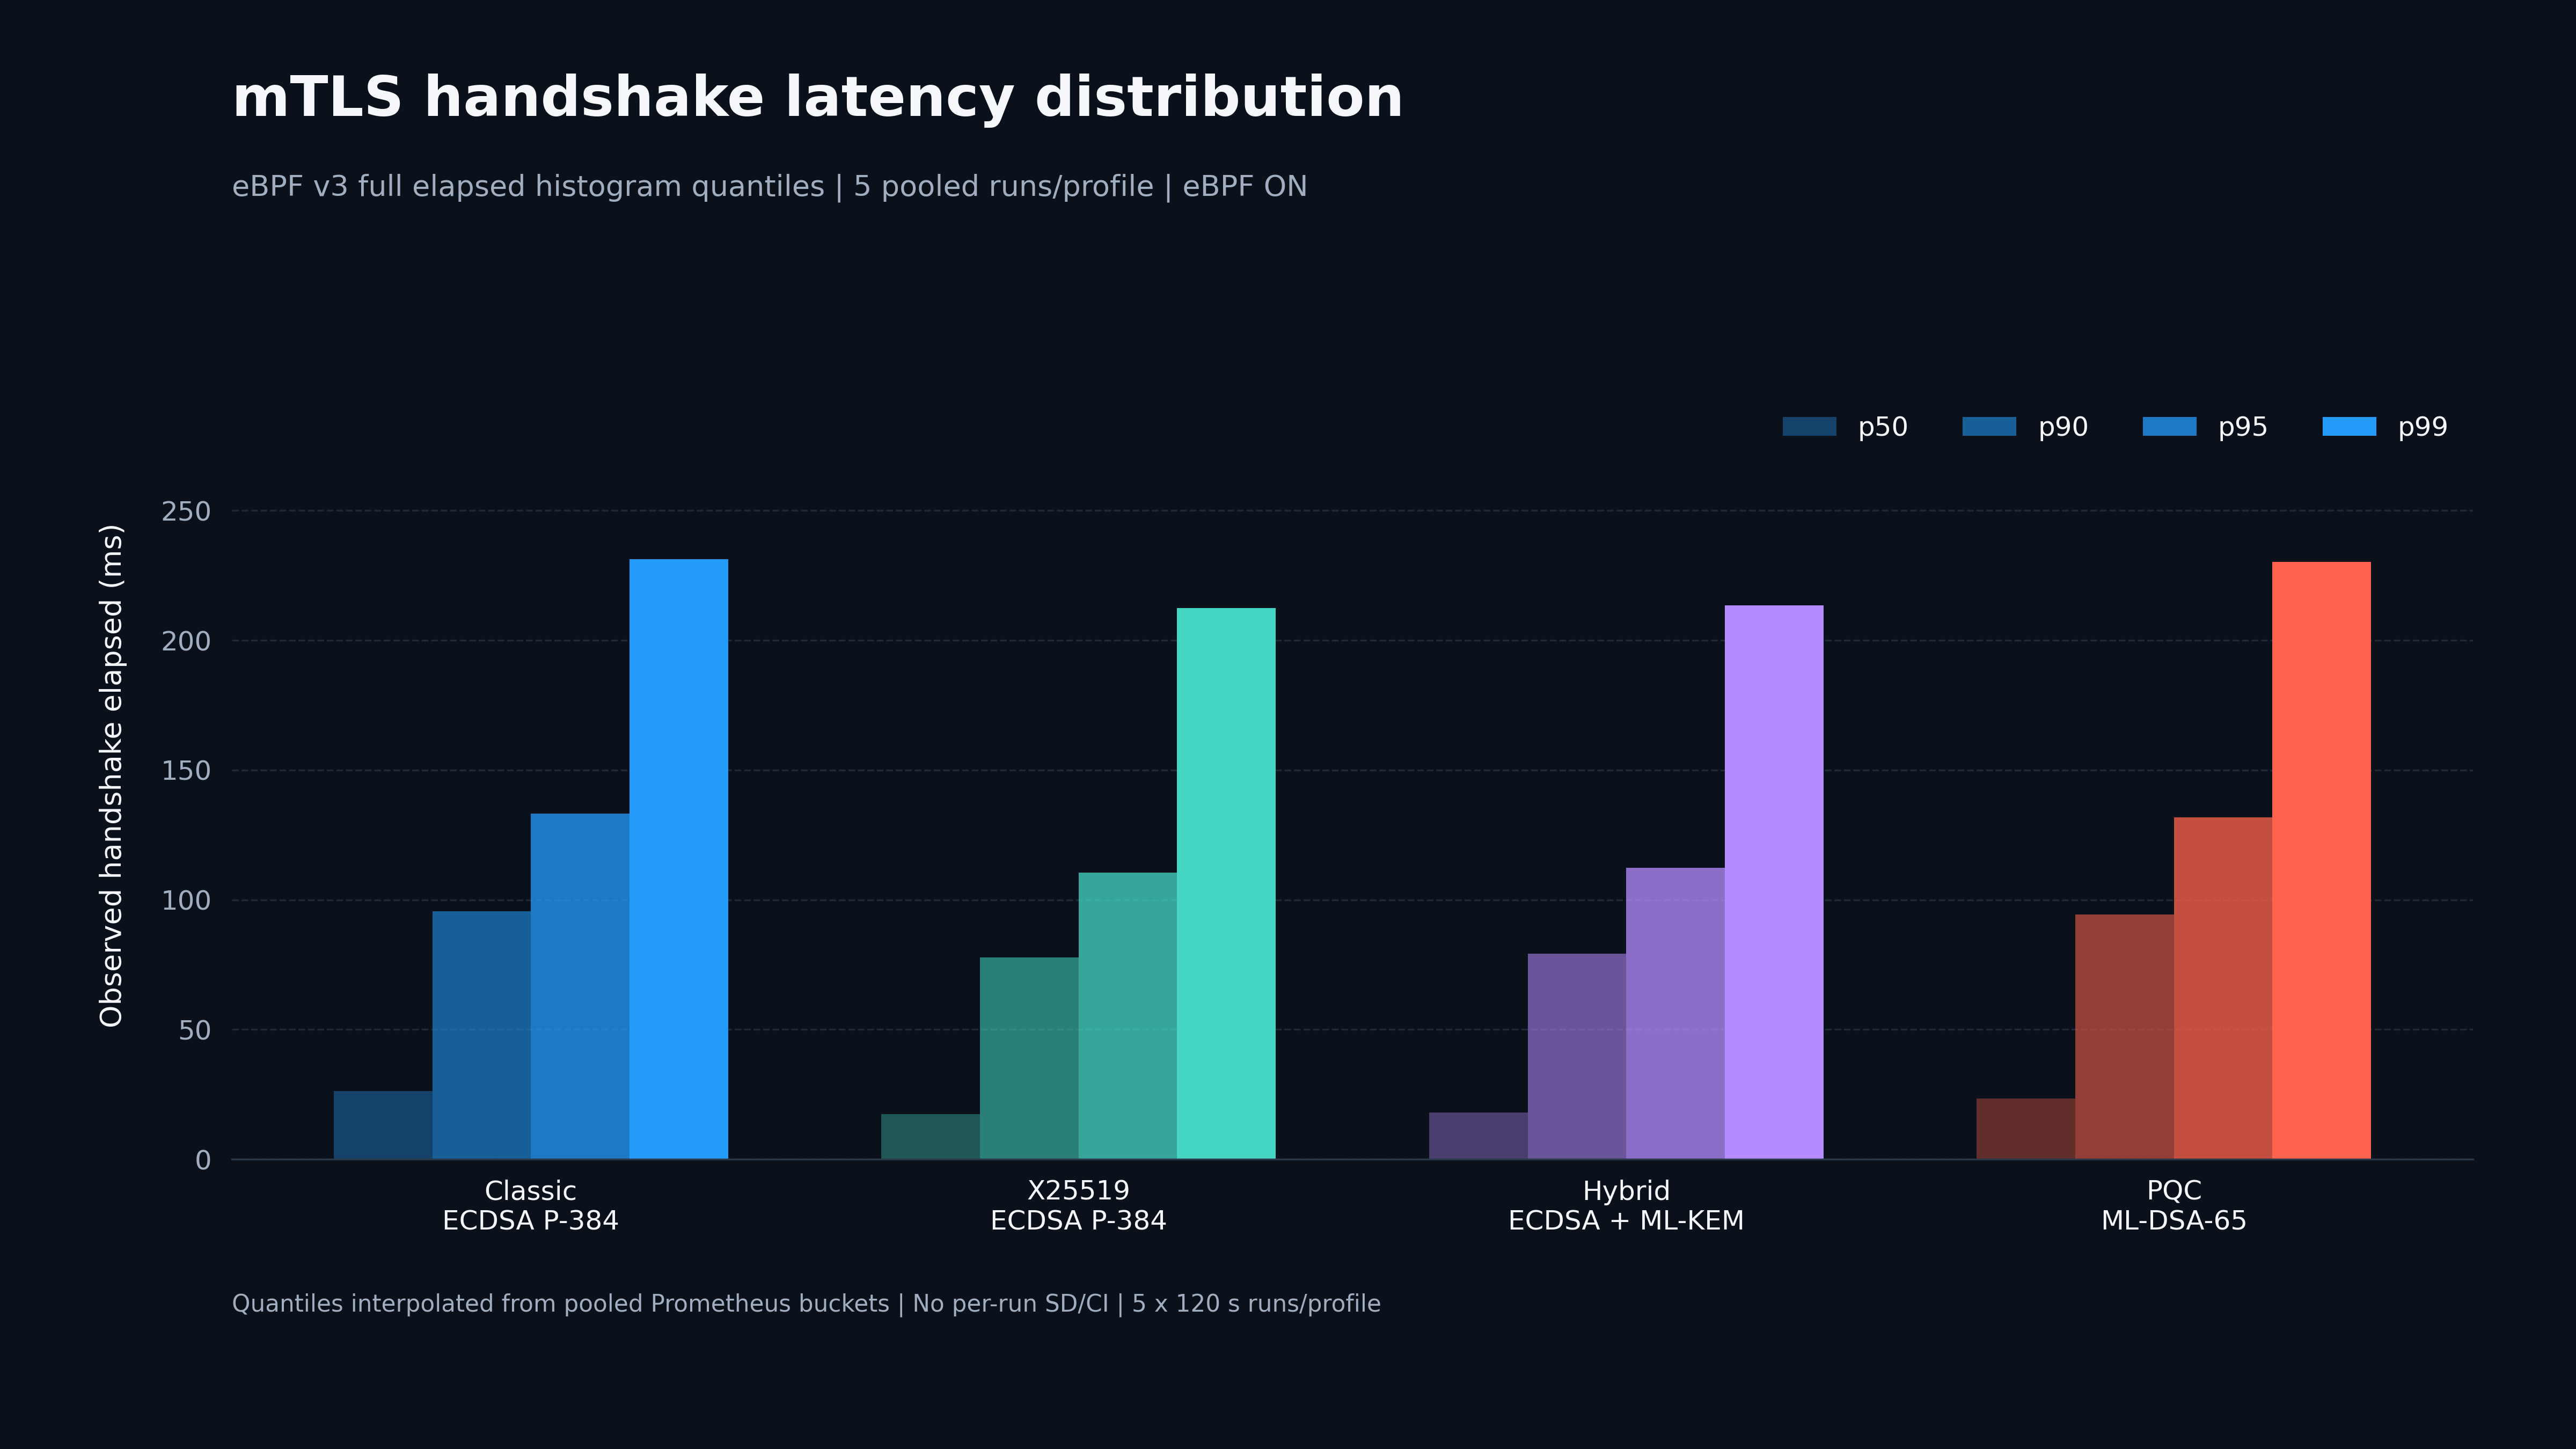 mTLS handshake latency distribution
eBPF v3 full elapsed histogram quantiles | 5 pooled runs/profile | eBPF ON
p50
p90
p95
p99
Observed handshake elapsed (ms)
250
200
150
100
50
0
Classic
ECDSA P-384
X25519
ECDSA P-384
Hybrid
ECDSA + ML-KEM
PQC
ML-DSA-65
Quantiles interpolated from pooled Prometheus buckets | No per-run SD/CI | 5 x 120 s runs/profile